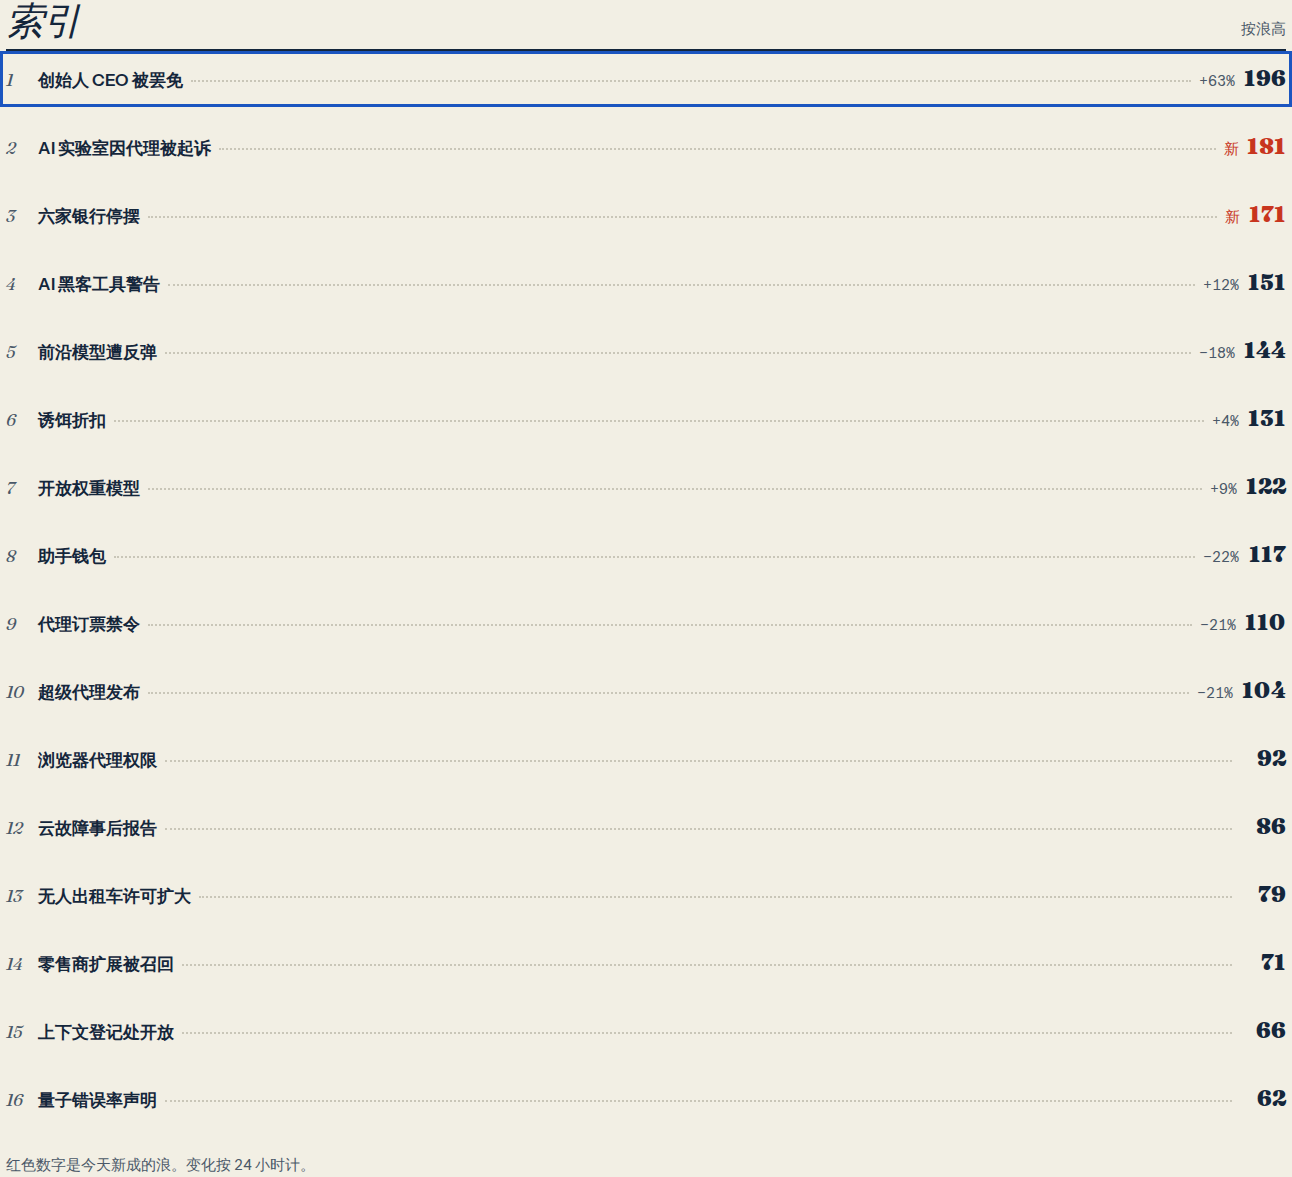 索引
按浪高
1 创始人 CEO 被罢免 +63% 196
2 AI 实验室因代理被起诉 新 181
3 六家银行停摆 新 171
4 AI 黑客工具警告 +12% 151
5 前沿模型遭反弹 −18% 144
6 诱饵折扣 +4% 131
7 开放权重模型 +9% 122
8 助手钱包 −22% 117
9 代理订票禁令 −21% 110
10 超级代理发布 −21% 104
11 浏览器代理权限 92
12 云故障事后报告 86
13 无人出租车许可扩大 79
14 零售商扩展被召回 71
15 上下文登记处开放 66
16 量子错误率声明 62
红色数字是今天新成的浪。变化按 24 小时计。